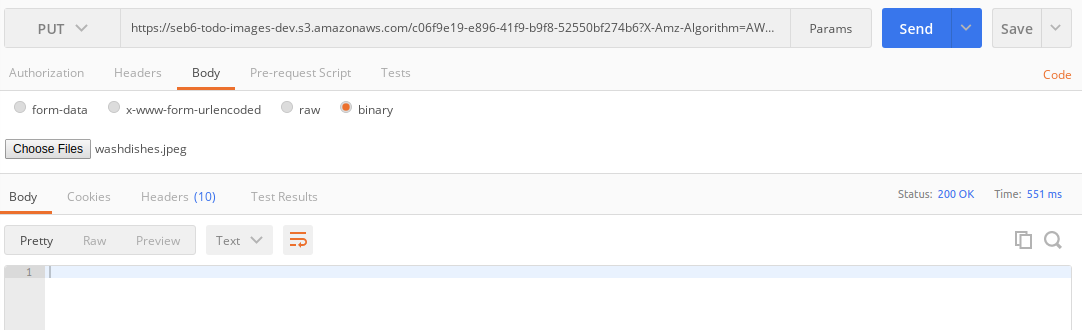 PUT https://seb6-todo-images-dev.s3.amazonaws.com/c06f9e19-e896-41f9-b9f8-52550bf274b6?X-Amz-Algorithm=AW... Params Send Save
Authorization Headers Body Pre-request Script Tests Code
form-data x-www-form-urlencoded raw binary
Choose Files washdishes.jpeg
Body Cookies Headers (10) Test Results Status: 200 OK Time: 551 ms
Pretty Raw Preview Text
1